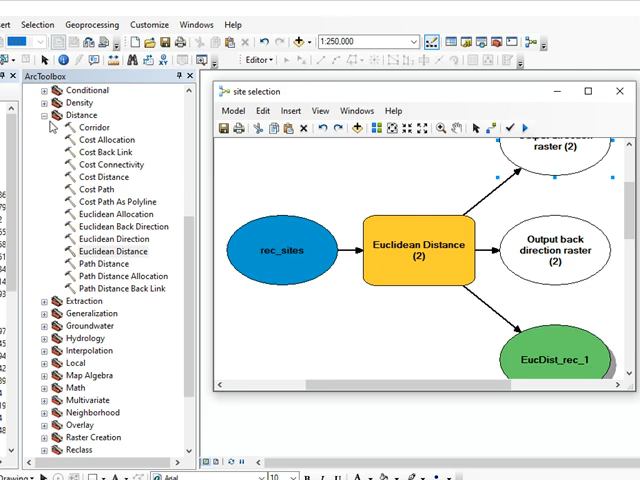 Selection Geoprocessing Customize Windows Help
1:250,000
Editor
ArcToolbox
Conditional
Density
Distance
Corridor
Cost Allocation
Cost Back Link
Cost Connectivity
Cost Distance
Cost Path
Cost Path As Polyline
Euclidean Allocation
Euclidean Back Direction
Euclidean Direction
Euclidean Distance
Path Distance
Path Distance Allocation
Path Distance Back Link
Extraction
Generalization
Groundwater
Hydrology
Interpolation
Local
Map Algebra
Math
Multivariate
Neighborhood
Overlay
Raster Creation
Reclass
site selection
Model Edit Insert View Windows Help
raster (2)
rec_sites
Euclidean Distance
(2)
Output back
direction raster
(2)
EucDist_rec_1
Arial
10
B I U A